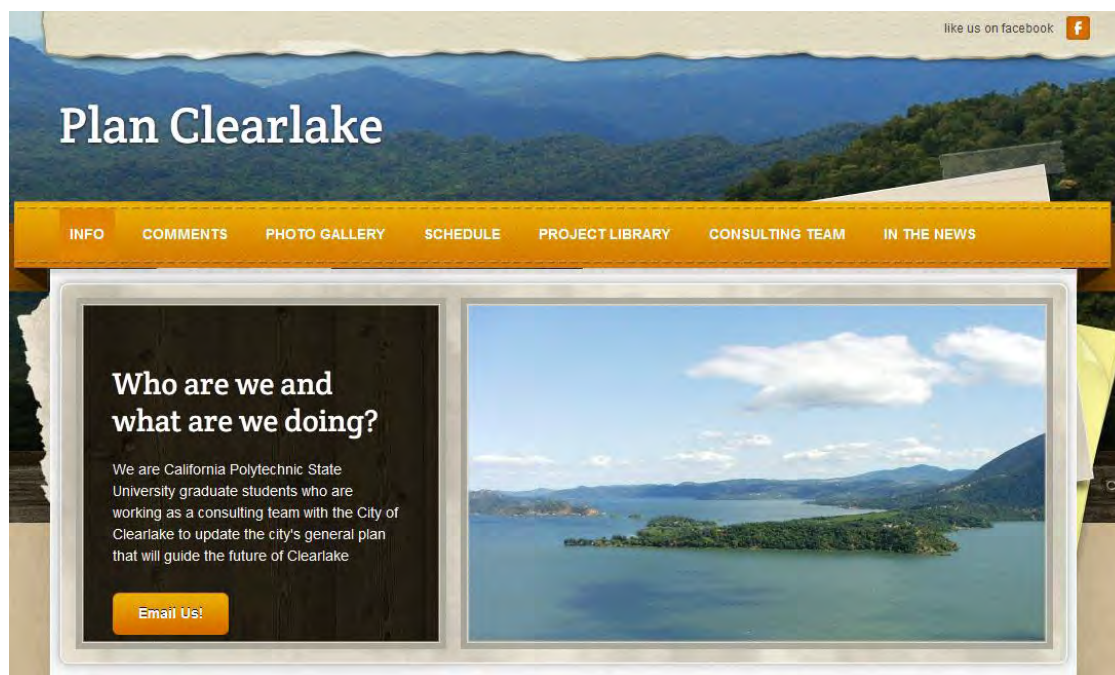 like us on facebook
Plan Clearlake
INFO COMMENTS PHOTO GALLERY SCHEDULE PROJECT LIBRARY CONSULTING TEAM IN THE NEWS
Who are we and
what are we doing?
We are California Polytechnic State
University graduate students who are
working as a consulting team with the City of
Clearlake to update the city's general plan
that will guide the future of Clearlake
Email Us!